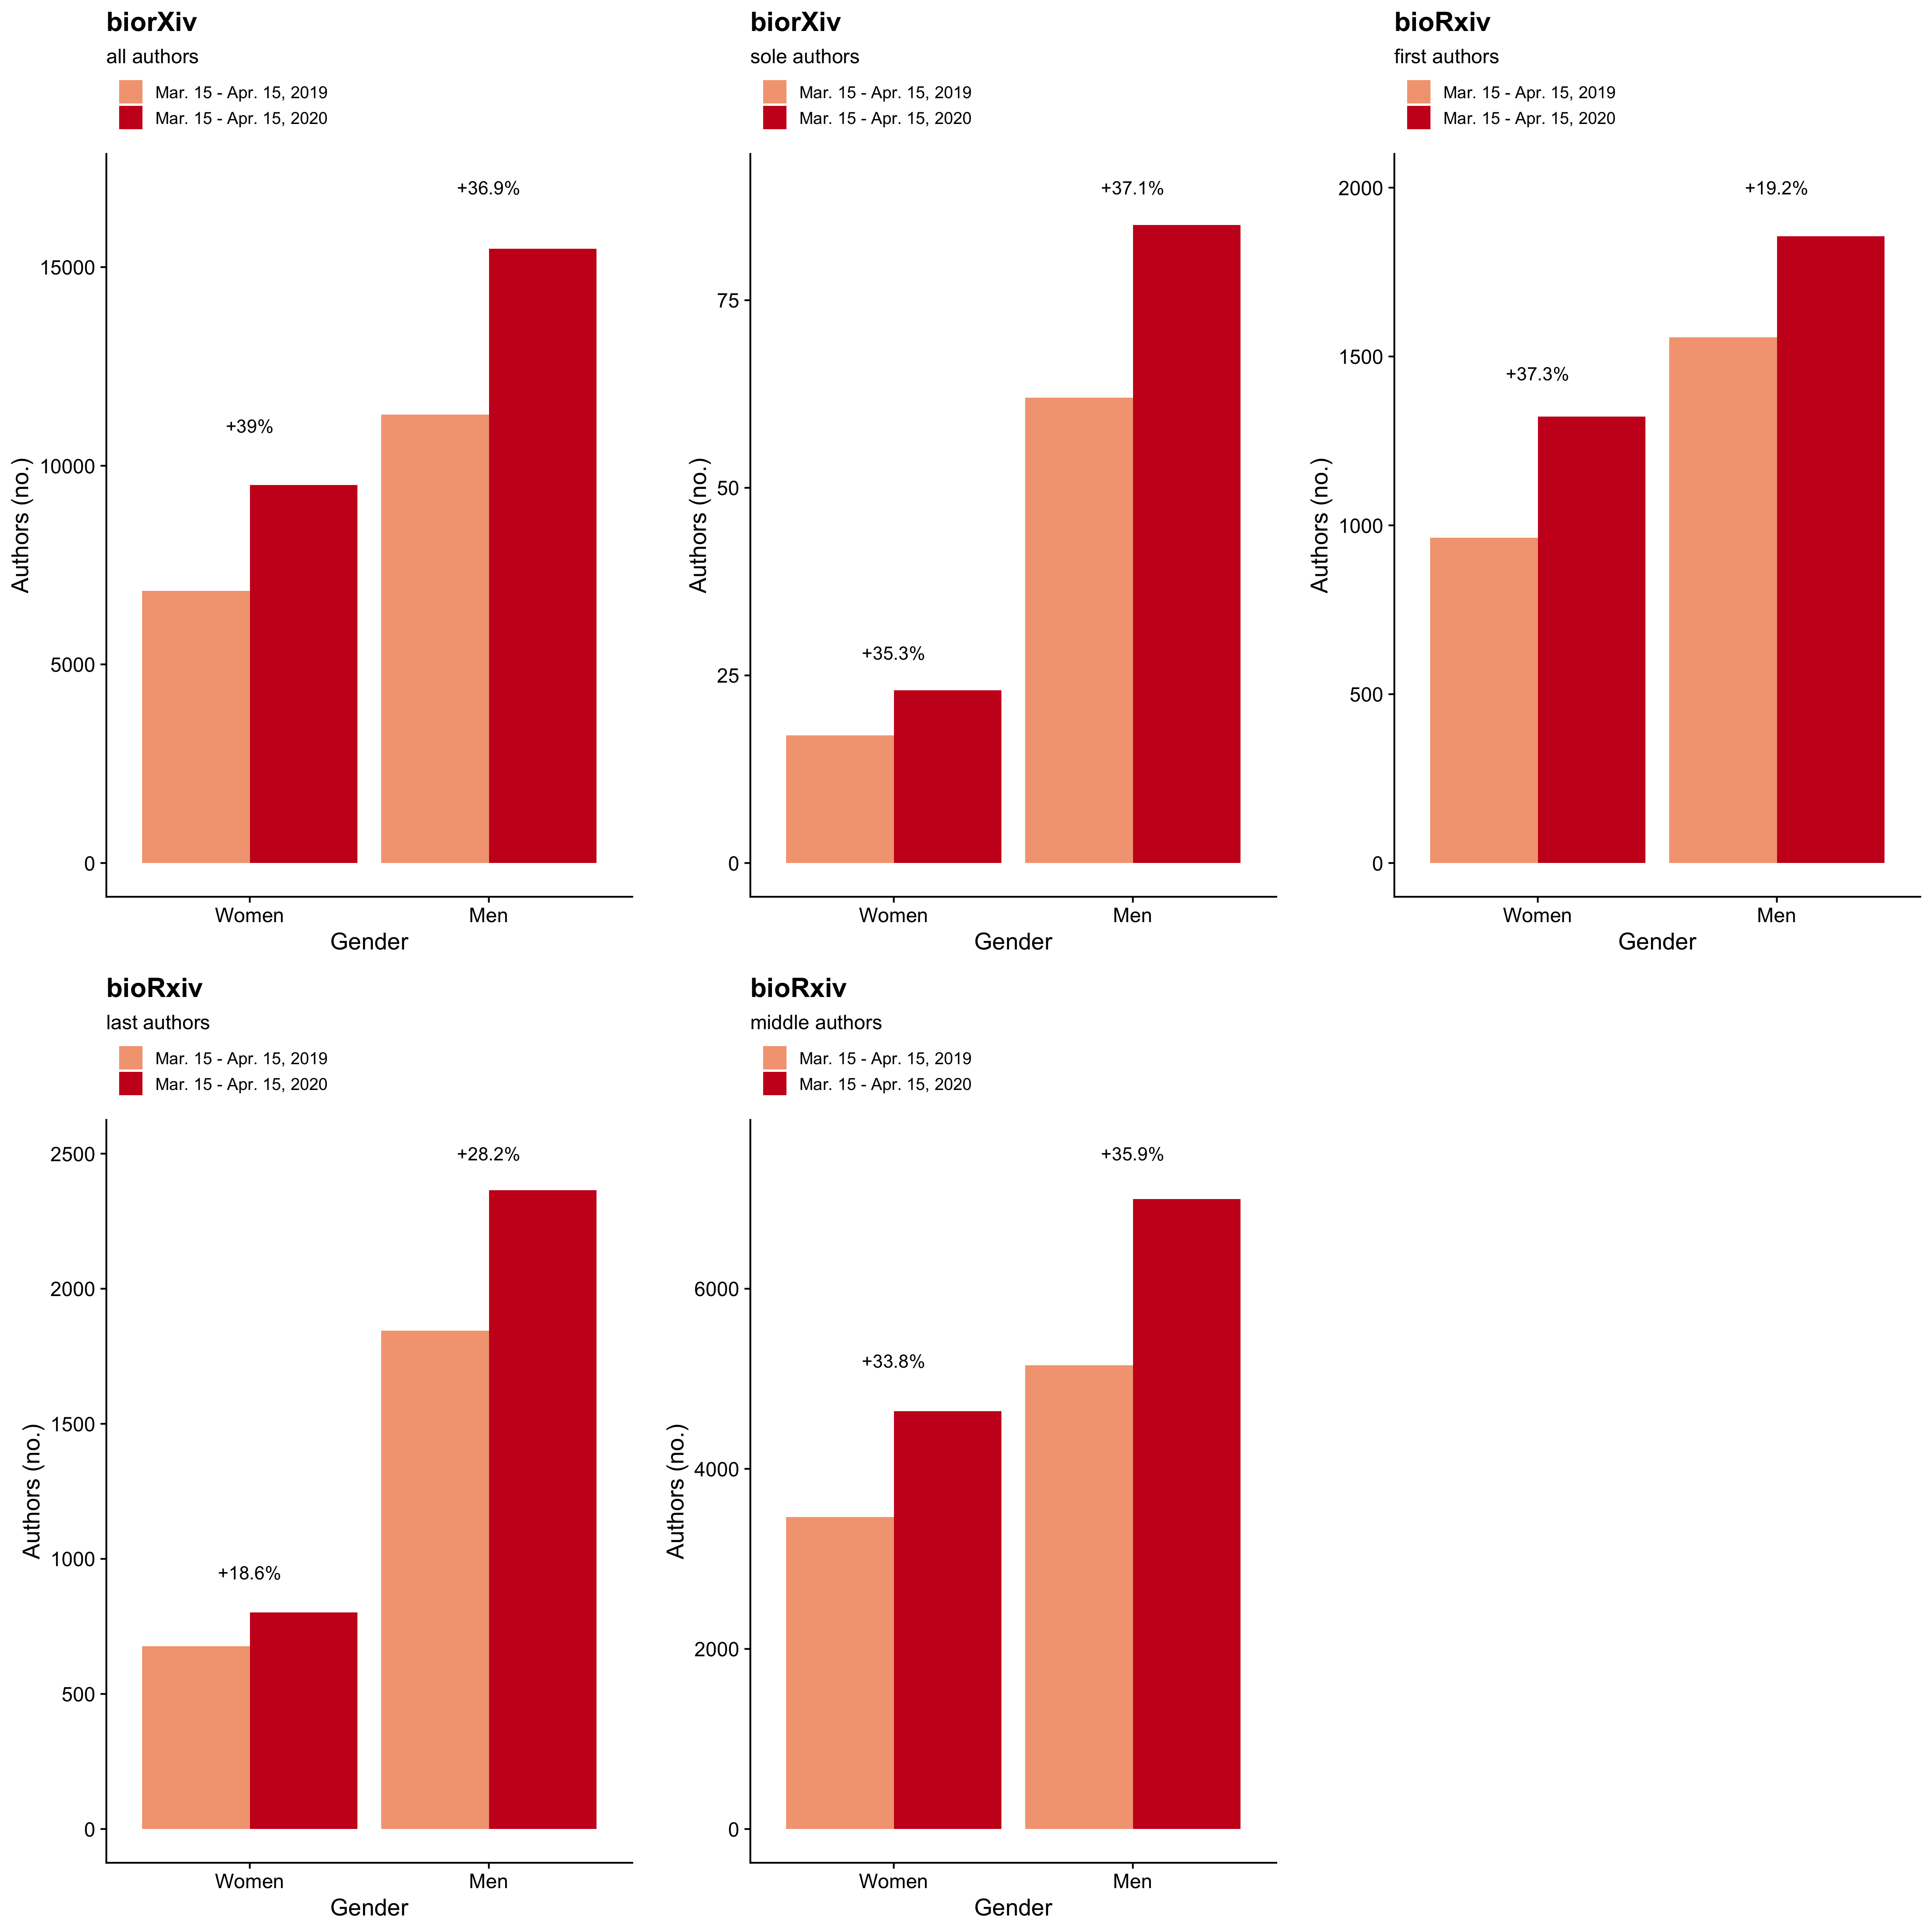 biorXiv
all authors
Mar. 15 - Apr. 15, 2019
Mar. 15 - Apr. 15, 2020
+36.9%
+39%
15000
10000
5000
0
Authors (no.)
Women
Men
Gender
biorXiv
sole authors
Mar. 15 - Apr. 15, 2019
Mar. 15 - Apr. 15, 2020
+37.1%
+35.3%
75
50
25
0
Authors (no.)
Women
Men
Gender
bioRxiv
first authors
Mar. 15 - Apr. 15, 2019
Mar. 15 - Apr. 15, 2020
+19.2%
+37.3%
2000
1500
1000
500
0
Authors (no.)
Women
Men
Gender
bioRxiv
last authors
Mar. 15 - Apr. 15, 2019
Mar. 15 - Apr. 15, 2020
+28.2%
+18.6%
2500
2000
1500
1000
500
0
Authors (no.)
Women
Men
Gender
bioRxiv
middle authors
Mar. 15 - Apr. 15, 2019
Mar. 15 - Apr. 15, 2020
+35.9%
+33.8%
6000
4000
2000
0
Authors (no.)
Women
Men
Gender